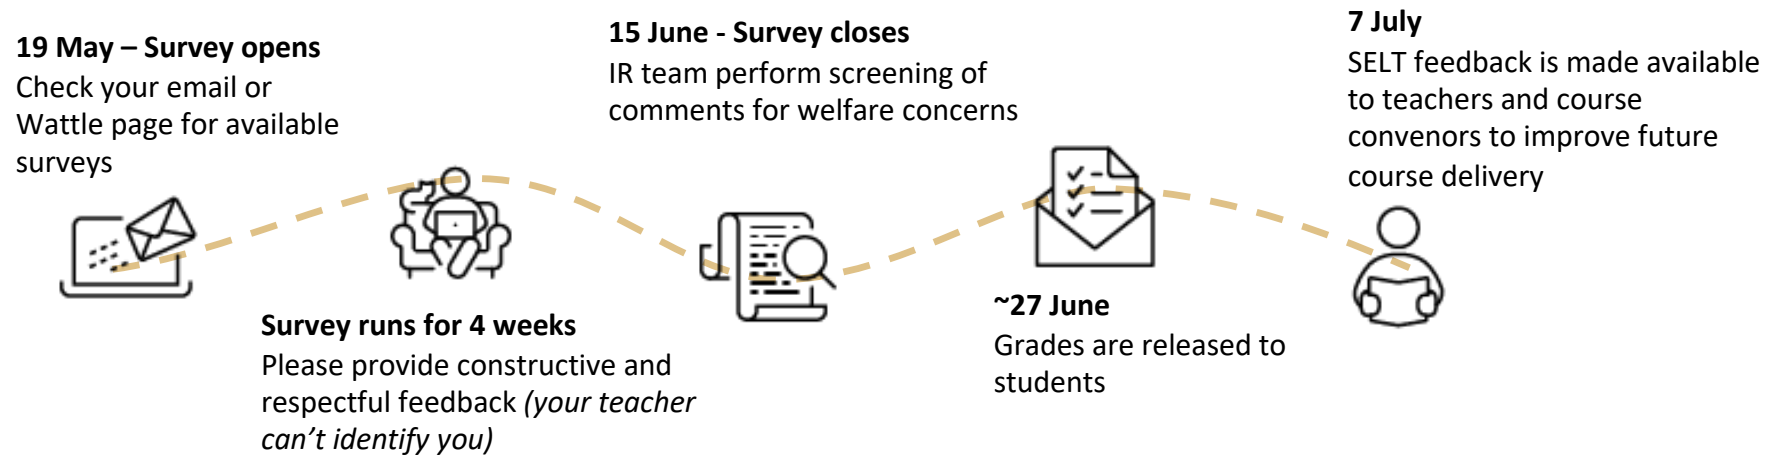 19 May – Survey opens
Check your email or
Wattle page for available
surveys
Survey runs for 4 weeks
Please provide constructive and
respectful feedback (your teacher
can’t identify you)
15 June - Survey closes
IR team perform screening of
comments for welfare concerns
~27 June
Grades are released to
students
7 July
SELT feedback is made available
to teachers and course
convenors to improve future
course delivery